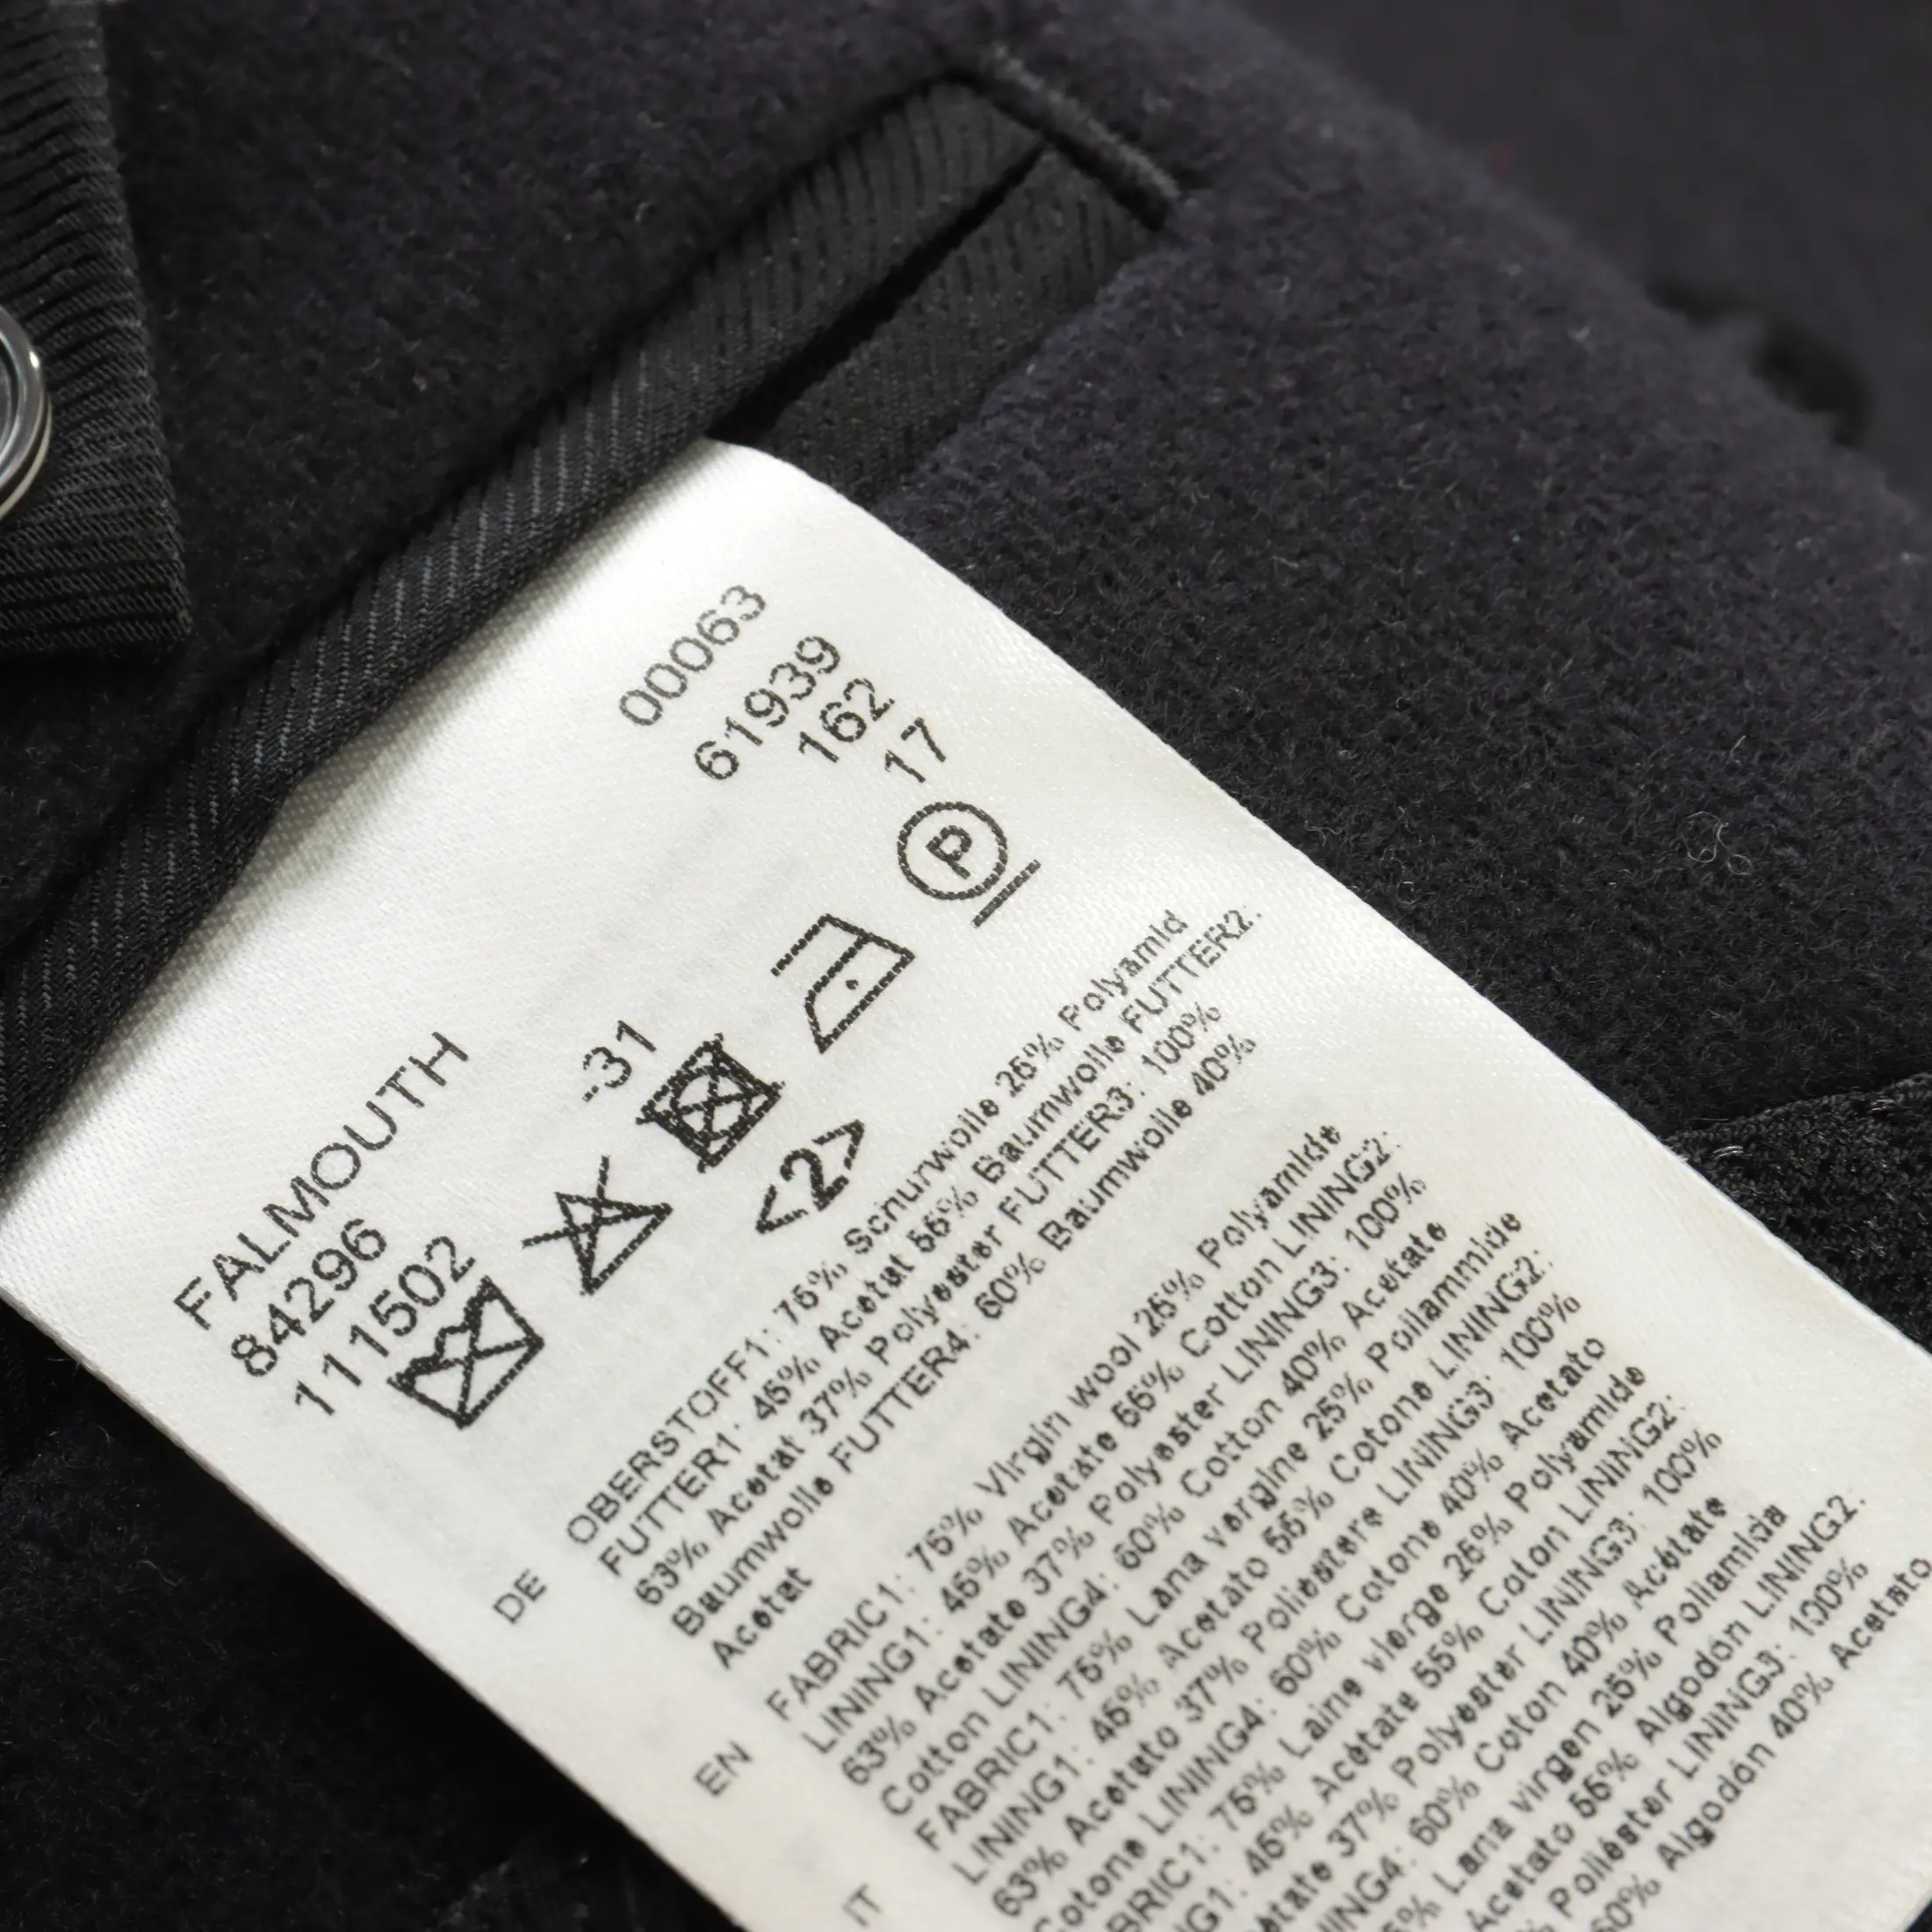 00063
FALMOUTH 61939
84296 162
111502 -31 17
P
<2>
DE OBERSTOFF1: 75% Schurwolle 25% Polyamid
FUTTER1: 45% Acetat 55% Baumwolle FUTTER2:
63% Acetat 37% Polyester FUTTER3: 100%
Baumwolle FUTTER4: 60% Baumwolle 40%
Acetat
EN FABRIC1: 75% Virgin wool 25% Polyamide
LINING1: 45% Acetate 55% Cotton LINING2:
63% Acetate 37% Polyester LINING3: 100%
Cotton LINING4: 60% Cotton 40% Acetate
IT FABRIC1: 75% Lana vergine 25% Poliammide
LINING1: 45% Acetato 55% Cotone LINING2:
63% Acetato 37% Poliestere LINING3: 100%
Cotone LINING4: 60% Cotone 40% Acetato
FABRIC1: 75% Laine vierge 25% Polyamide
LINING1: 45% Acétate 55% Coton LINING2:
37% Polyester LINING3: 100%
LINING4: 60% Coton 40% Acétate
Lana virgen 25% Poliamida
Acetato 55% Algodón LINING2:
Poliéster LINING3: 100%
60% Algodón 40% Acetato